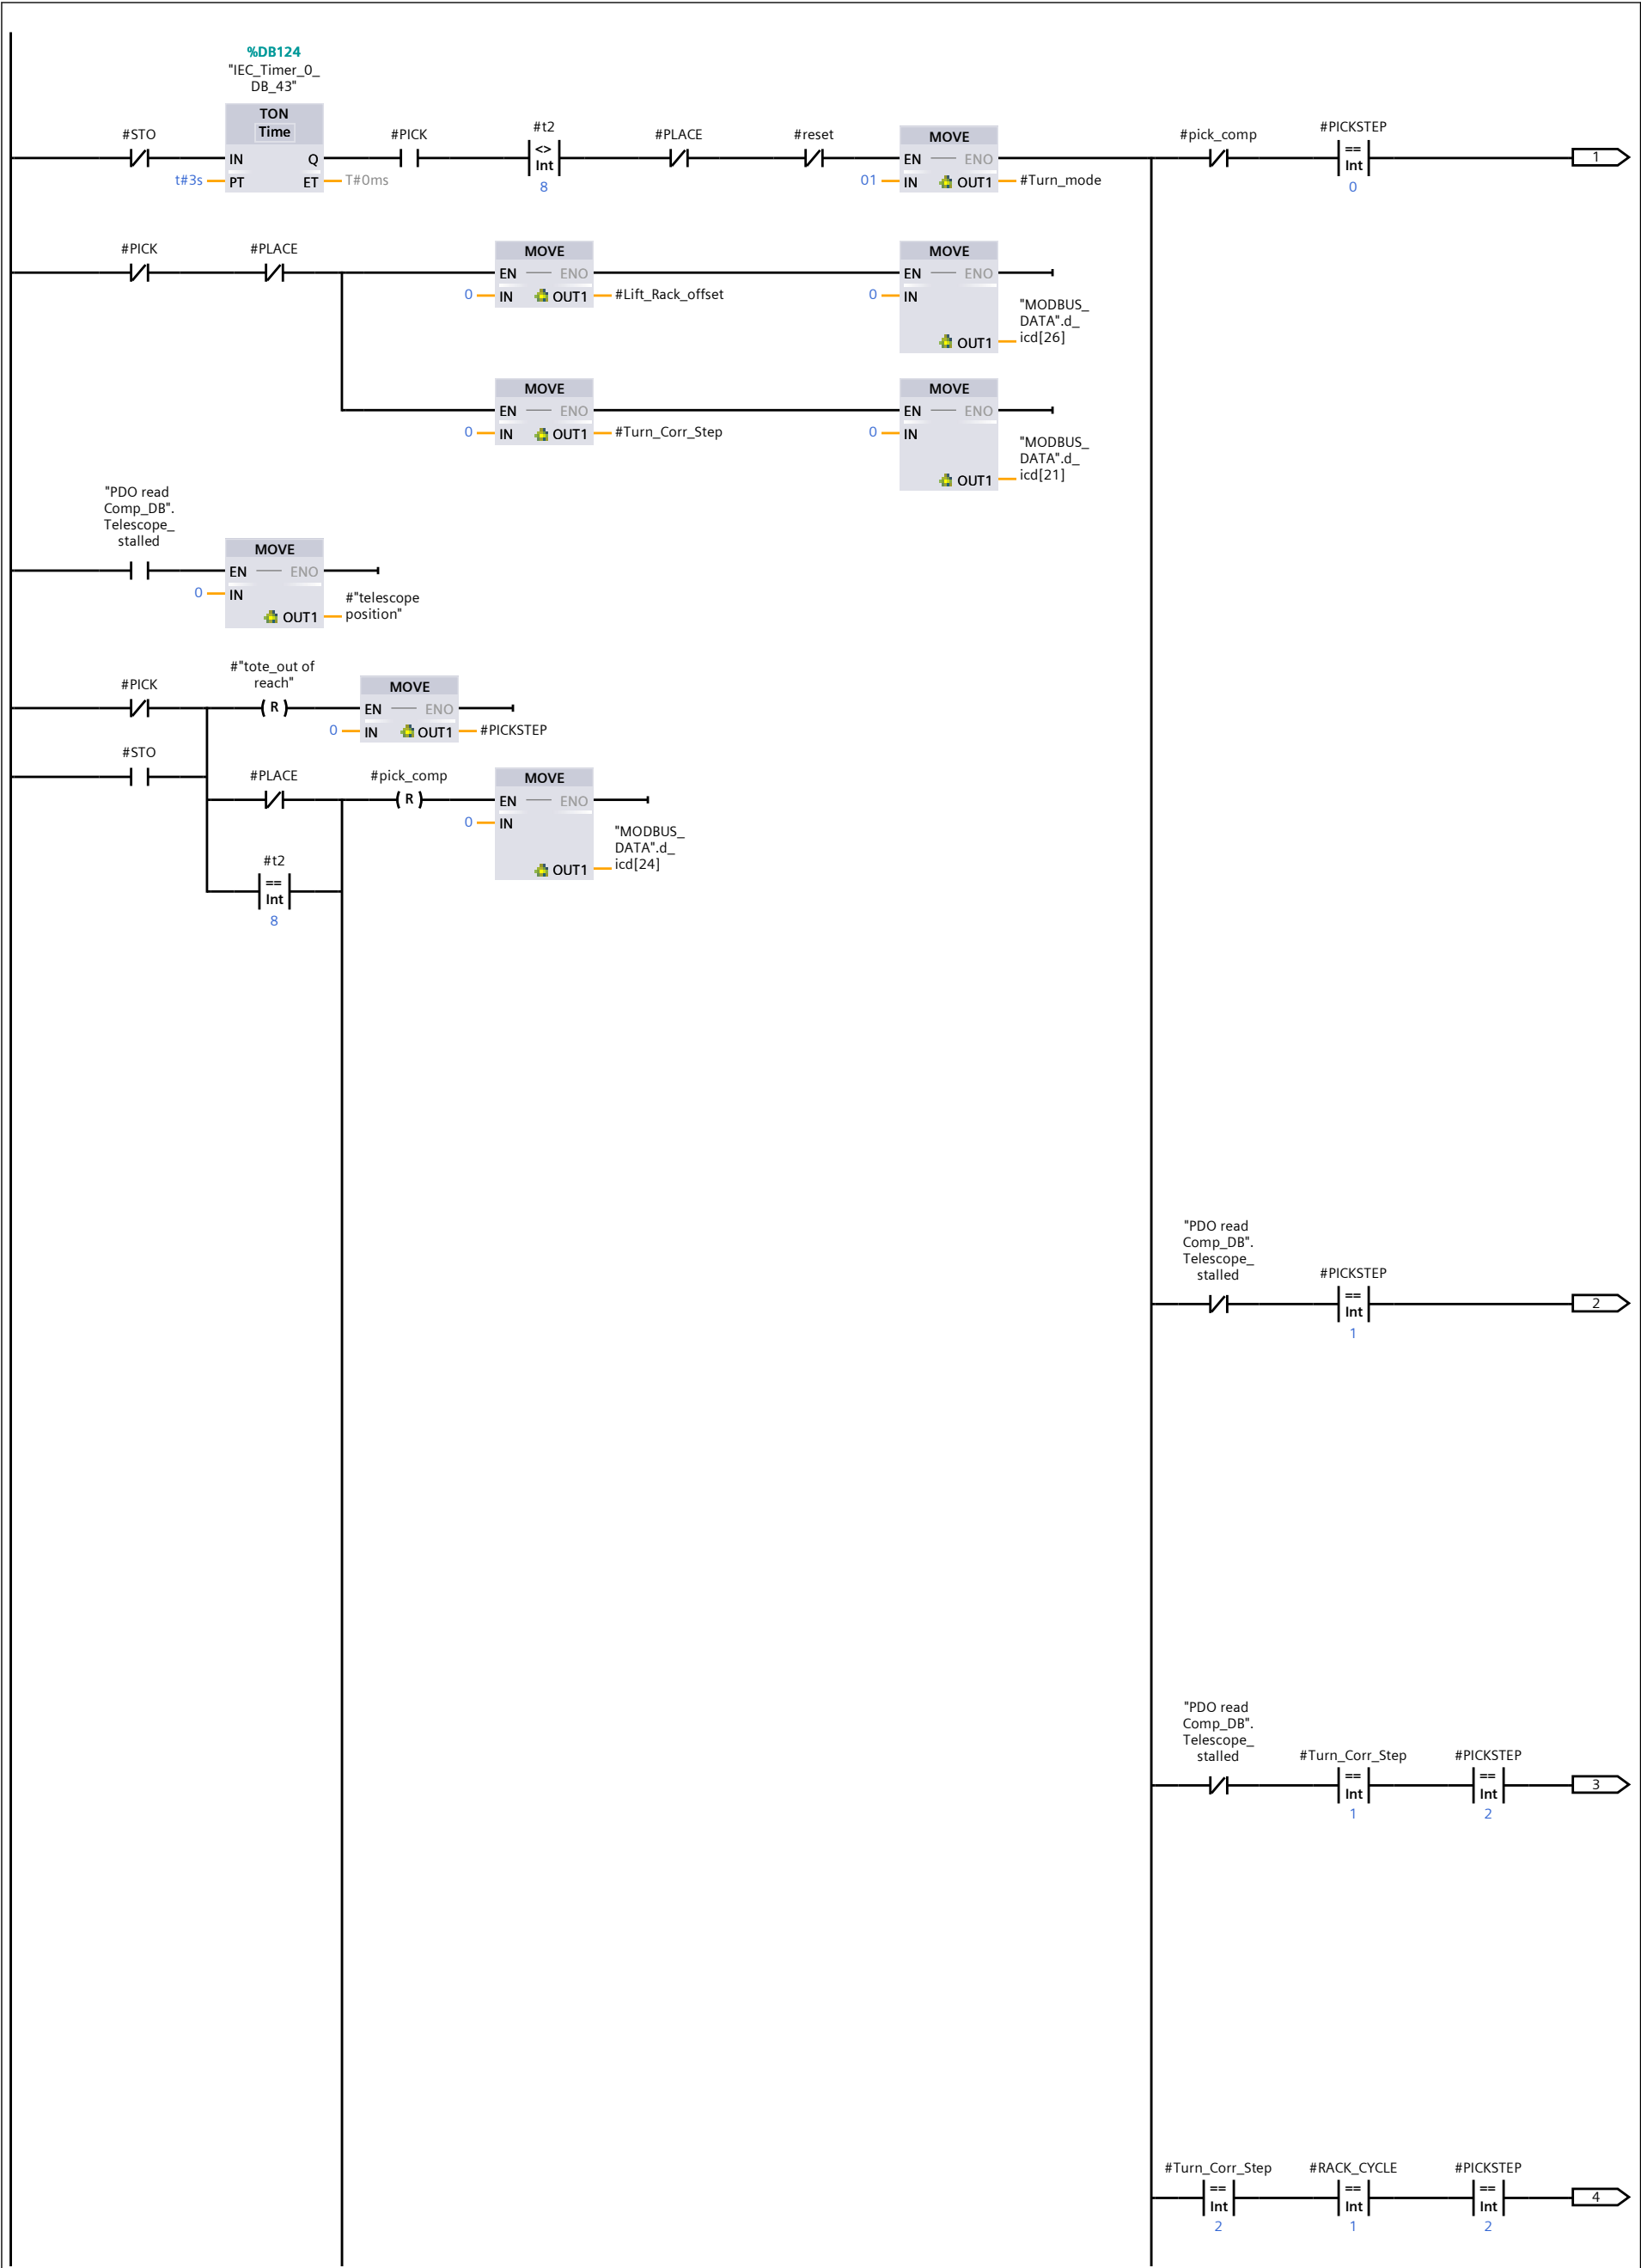 %DB124
"IEC_Timer_0_
DB_43"
TON
Time
#STO
IN
Q
#PICK
#t2
<>
Int
8
#PLACE
#reset
MOVE
EN
ENO
01
IN
OUT1
#Turn_mode
#pick_comp
#PICKSTEP
==
Int
0
1
t#3s
PT
ET
T#0ms
#PICK
#PLACE
MOVE
EN
ENO
0
IN
OUT1
#Lift_Rack_offset
MOVE
EN
ENO
0
IN
OUT1
"MODBUS_
DATA".d_
icd[26]
MOVE
EN
ENO
0
IN
OUT1
#Turn_Corr_Step
MOVE
EN
ENO
0
IN
OUT1
"MODBUS_
DATA".d_
icd[21]
"PDO read
Comp_DB".
Telescope_
stalled
MOVE
EN
ENO
0
IN
OUT1
#"telescope
position"
#PICK
#"tote_out of
reach"
R
MOVE
EN
ENO
0
IN
OUT1
#PICKSTEP
#STO
#PLACE
#pick_comp
R
MOVE
EN
ENO
0
IN
OUT1
"MODBUS_
DATA".d_
icd[24]
#t2
==
Int
8
"PDO read
Comp_DB".
Telescope_
stalled
#PICKSTEP
==
Int
1
2
"PDO read
Comp_DB".
Telescope_
stalled
#Turn_Corr_Step
==
Int
1
#PICKSTEP
==
Int
2
3
#Turn_Corr_Step
==
Int
2
#RACK_CYCLE
==
Int
1
#PICKSTEP
==
Int
2
4